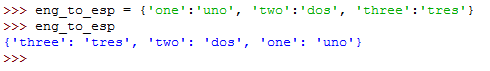 >>> eng_to_esp = {'one':'uno', 'two':'dos', 'three':'tres'}
>>> eng_to_esp
{'three': 'tres', 'two': 'dos', 'one': 'uno'}
>>>